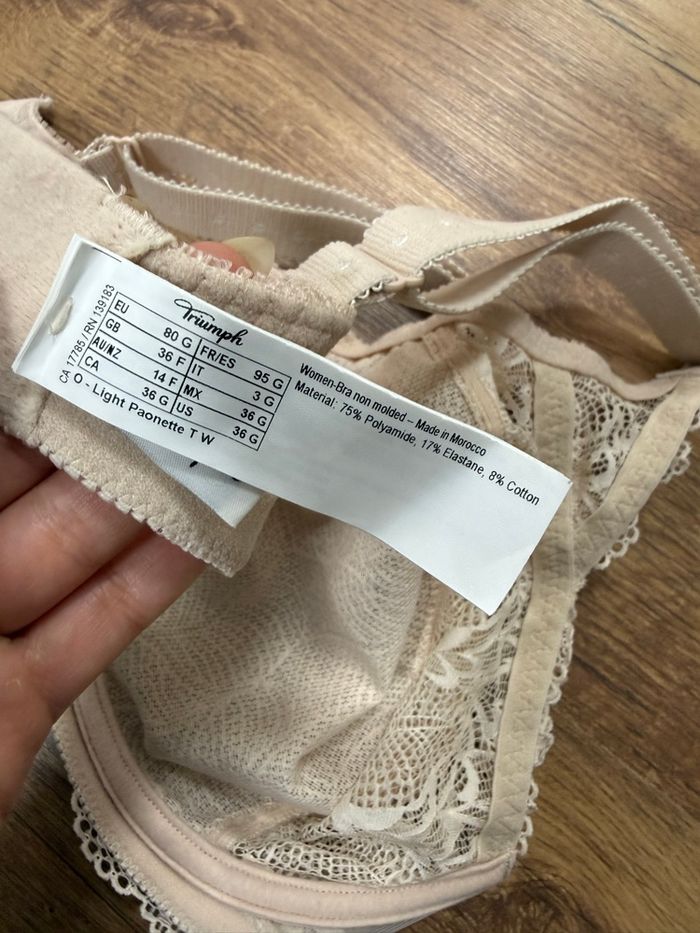 Triumph
CA 17785 / RN 139183
EU 80 G FR/ES 95 G
GB 36 F IT 3 G
AU/NZ 14 F MX 36 G
CA 36 G US 36 G
O - Light Paonette T W
Women-Bra non molded – Made in Morocco
Material: 75% Polyamide, 17% Elastane, 8% Cotton